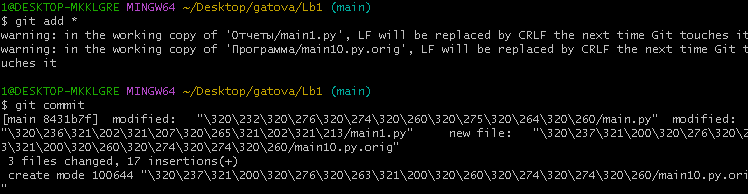 1@DESKTOP-MKKLGRE MINGW64 ~/Desktop/gatova/Lb1 (main)
$ git add *
warning: in the working copy of 'Отчеты/main1.py', LF will be replaced by CRLF the next time Git touches it
warning: in the working copy of 'Программа/main10.py.orig', LF will be replaced by CRLF the next time Git to
uches it
1@DESKTOP-MKKLGRE MINGW64 ~/Desktop/gatova/Lb1 (main)
$ git commit
[main 8431b7f] modified: "\320\232\320\276\320\274\320\260\320\275\320\264\320\260/main.py" modified:
"\320\236\321\202\321\207\320\265\321\202\321\213/main1.py" new file: "\320\237\321\200\320\276\320\26
3\321\200\320\260\320\274\320\274\320\260/main10.py.orig"
3 files changed, 17 insertions(+)
create mode 100644 "\320\237\321\200\320\276\320\263\321\200\320\260\320\274\320\274\320\260/main10.py.orig
"